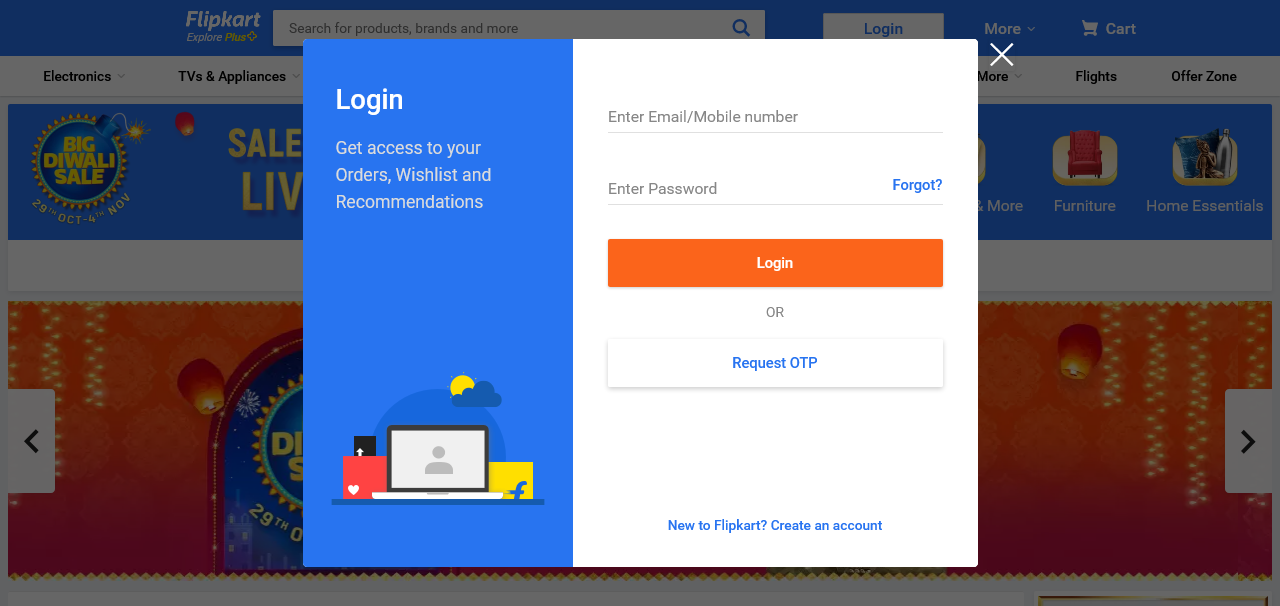 Flipkart
Explore Plus
Search for products, brands and more
Login
More
Cart
Electronics
TVs & Appliances
More
Flights
Offer Zone
BIG
DIWALI
SALE
29TH OCT-4TH NOV
SALE
& More
Furniture
Home Essentials
Login
Get access to your
Orders, Wishlist and
Recommendations
Enter Email/Mobile number
Enter Password
Forgot?
Login
OR
Request OTP
New to Flipkart? Create an account
29TH